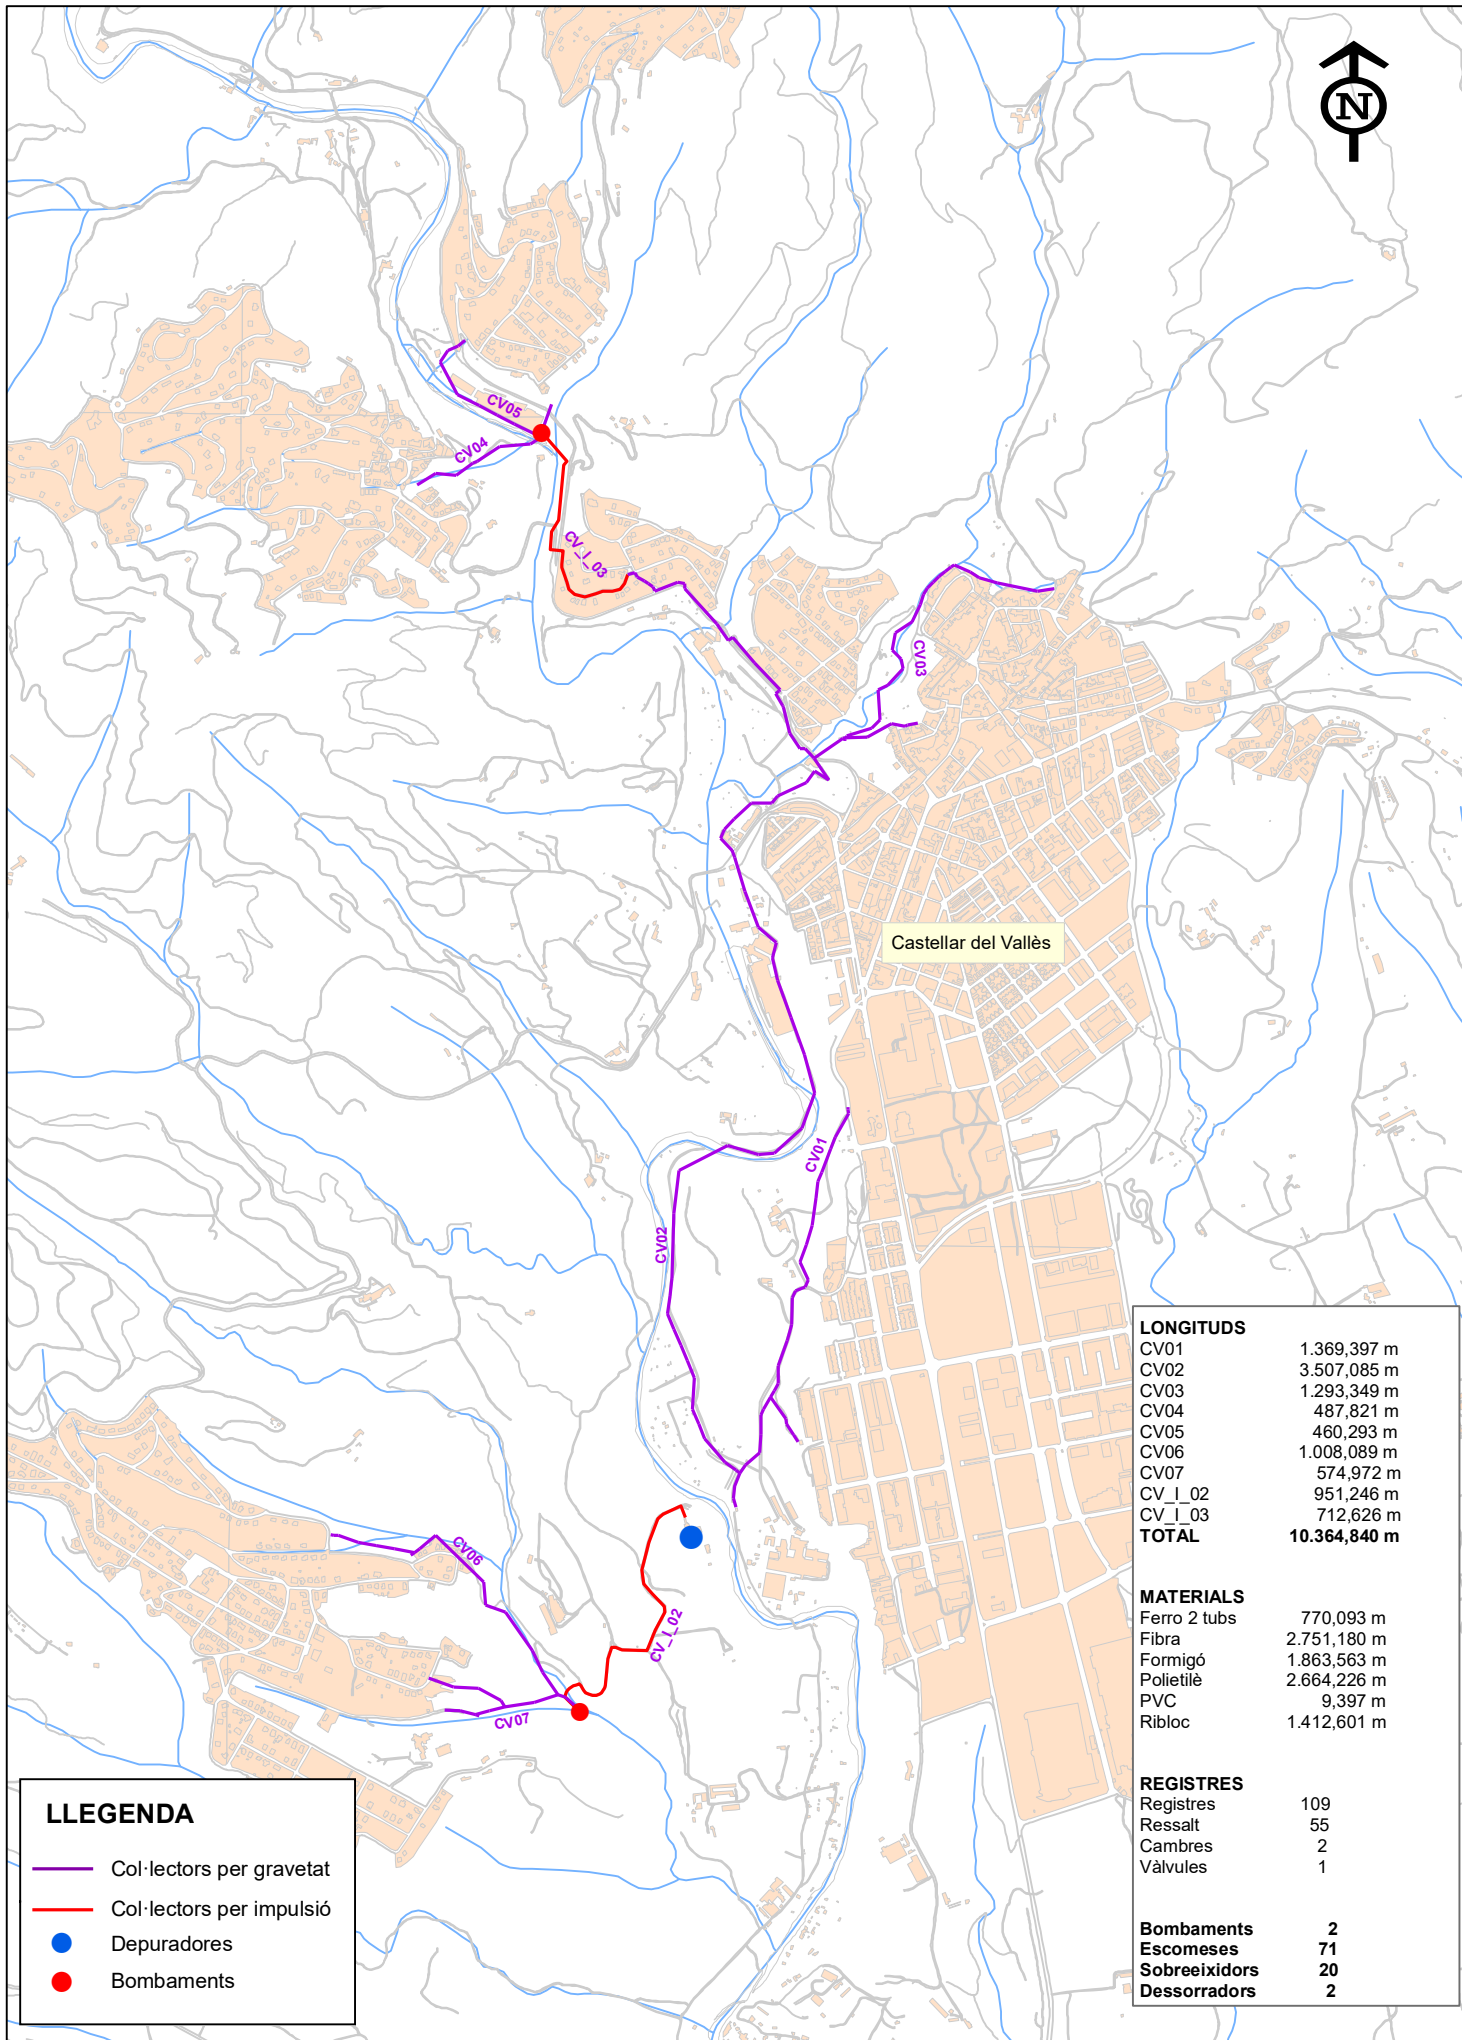 N
CV05
CV04
CV_I_03
CV03
Castellar del Vallès
CV01
CV02
CV06
CV_I_02
CV07
LONGITUDS
CV01 1.369,397 m
CV02 3.507,085 m
CV03 1.293,349 m
CV04 487,821 m
CV05 460,293 m
CV06 1.008,089 m
CV07 574,972 m
CV_I_02 951,246 m
CV_I_03 712,626 m
TOTAL 10.364,840 m
MATERIALS
Ferro 2 tubs 770,093 m
Fibra 2.751,180 m
Formigó 1.863,563 m
Polietilè 2.664,226 m
PVC 9,397 m
Ribloc 1.412,601 m
REGISTRES
Registres 109
Ressalt 55
Cambres 2
Vàlvules 1
Bombaments 2
Escomeses 71
Sobreeixidors 20
Dessorradors 2
LLEGENDA
Col·lectors per gravetat
Col·lectors per impulsió
Depuradores
Bombaments